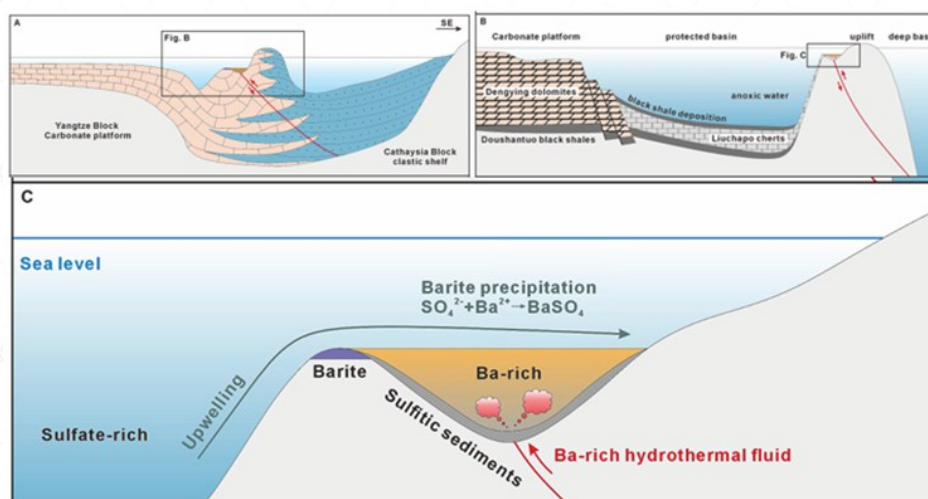 A
SE
Fig. B
Yangtze Block
Carbonate platform
Cathaysia Block
clastic shelf
B
Carbonate platform
protected basin
uplift
deep bas
Fig. C
Dengying dolomites
anoxic water
black shale deposition
Doushantuo black shales
Liuchapo cherts
C
Sea level
Barite precipitation
SO₄²⁻+Ba²⁺→BaSO₄
Upwelling
Barite
Ba-rich
Sulfate-rich
Sulfitic sediments
Ba-rich hydrothermal fluid